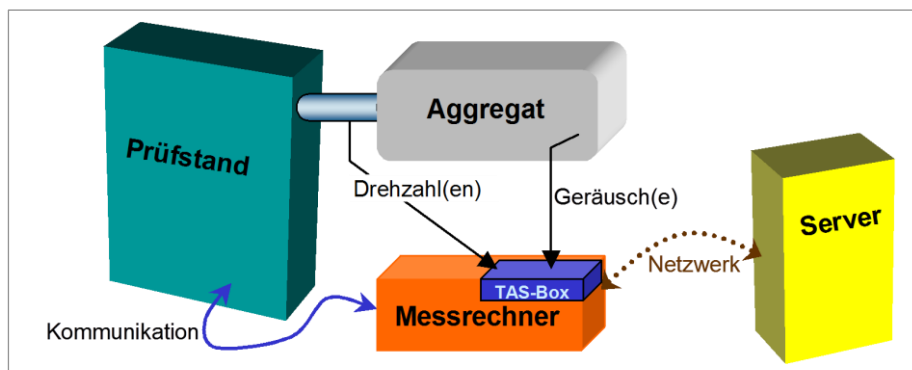 Prüfstand
Aggregat
Drehzahl(en)
Geräusch(e)
Server
Netzwerk
TAS-Box
Messrechner
Kommunikation